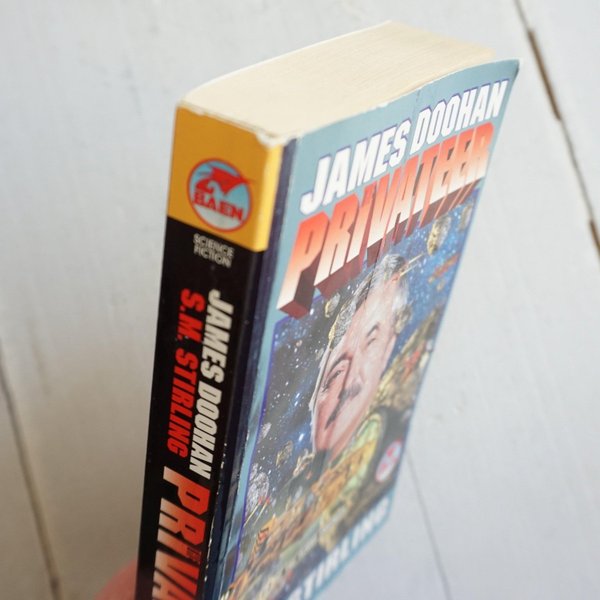 BAEN
SCIENCE
FICTION
JAMES DOOHAN
S.M. STIRLING
JAMES DOOHAN
PRIVATEER
STIRLING